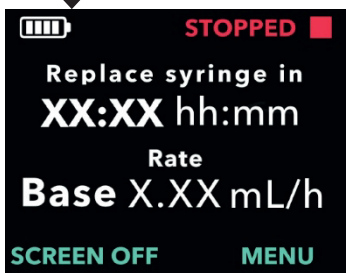 STOPPED
Replace syringe in
XX:XX hh:mm
Rate
Base X.XX mL/h
SCREEN OFF MENU